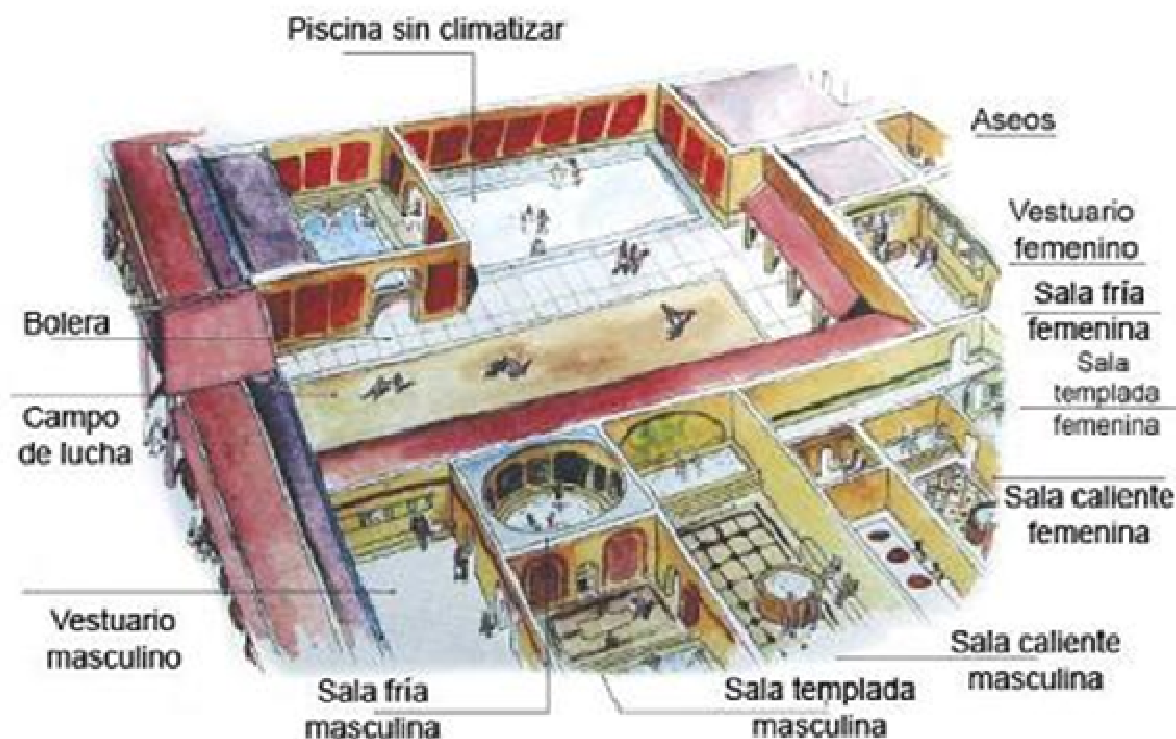 Piscina sin climatizar
Aseos
Vestuario
femenino
Sala fría
femenina
Sala
templada
femenina
Bolera
Campo
de lucha
Sala caliente
femenina
Vestuario
masculino
Sala caliente
masculina
Sala fría
masculina
Sala templada
masculina